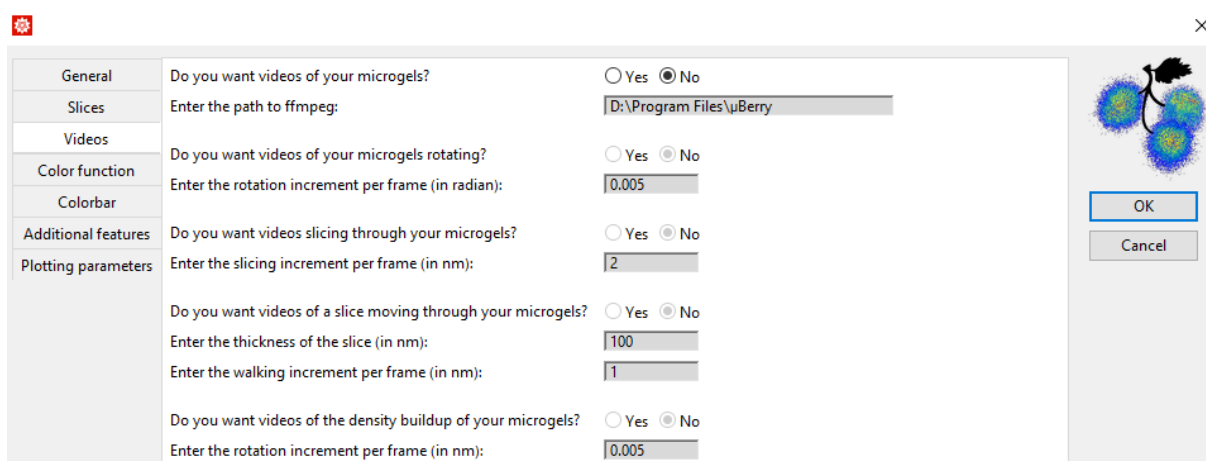 General
Slices
Videos
Color function
Colorbar
Additional features
Plotting parameters
Do you want videos of your microgels? Yes No
Enter the path to ffmpeg: D:\Program Files\µBerry
Do you want videos of your microgels rotating? Yes No
Enter the rotation increment per frame (in radian): 0.005
Do you want videos slicing through your microgels? Yes No
Enter the slicing increment per frame (in nm): 2
Do you want videos of a slice moving through your microgels? Yes No
Enter the thickness of the slice (in nm): 100
Enter the walking increment per frame (in nm): 1
Do you want videos of the density buildup of your microgels? Yes No
Enter the rotation increment per frame (in nm): 0.005
OK
Cancel